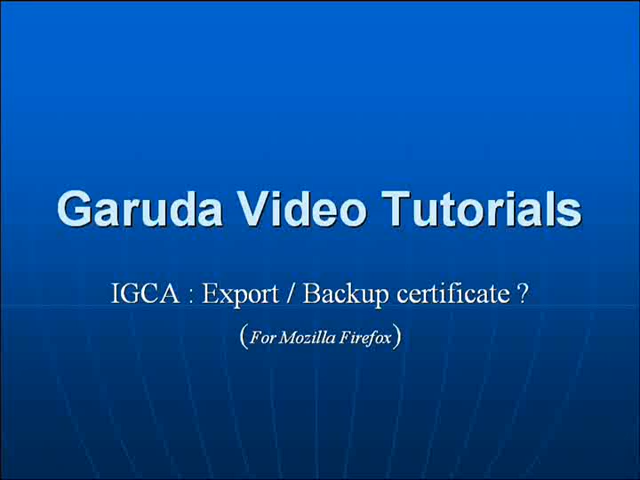 Garuda Video Tutorials
IGCA : Export / Backup certificate ?
(For Mozilla Firefox)